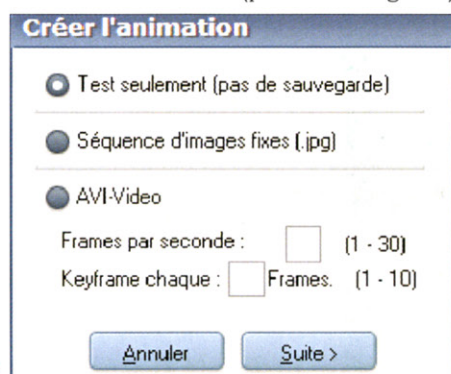 Créer l'animation
Test seulement (pas de sauvegarde)
Séquence d'images fixes (.jpg)
AVI-Video
Frames par seconde : (1 - 30)
Keyframe chaque : Frames. (1 - 10)
Annuler Suite >